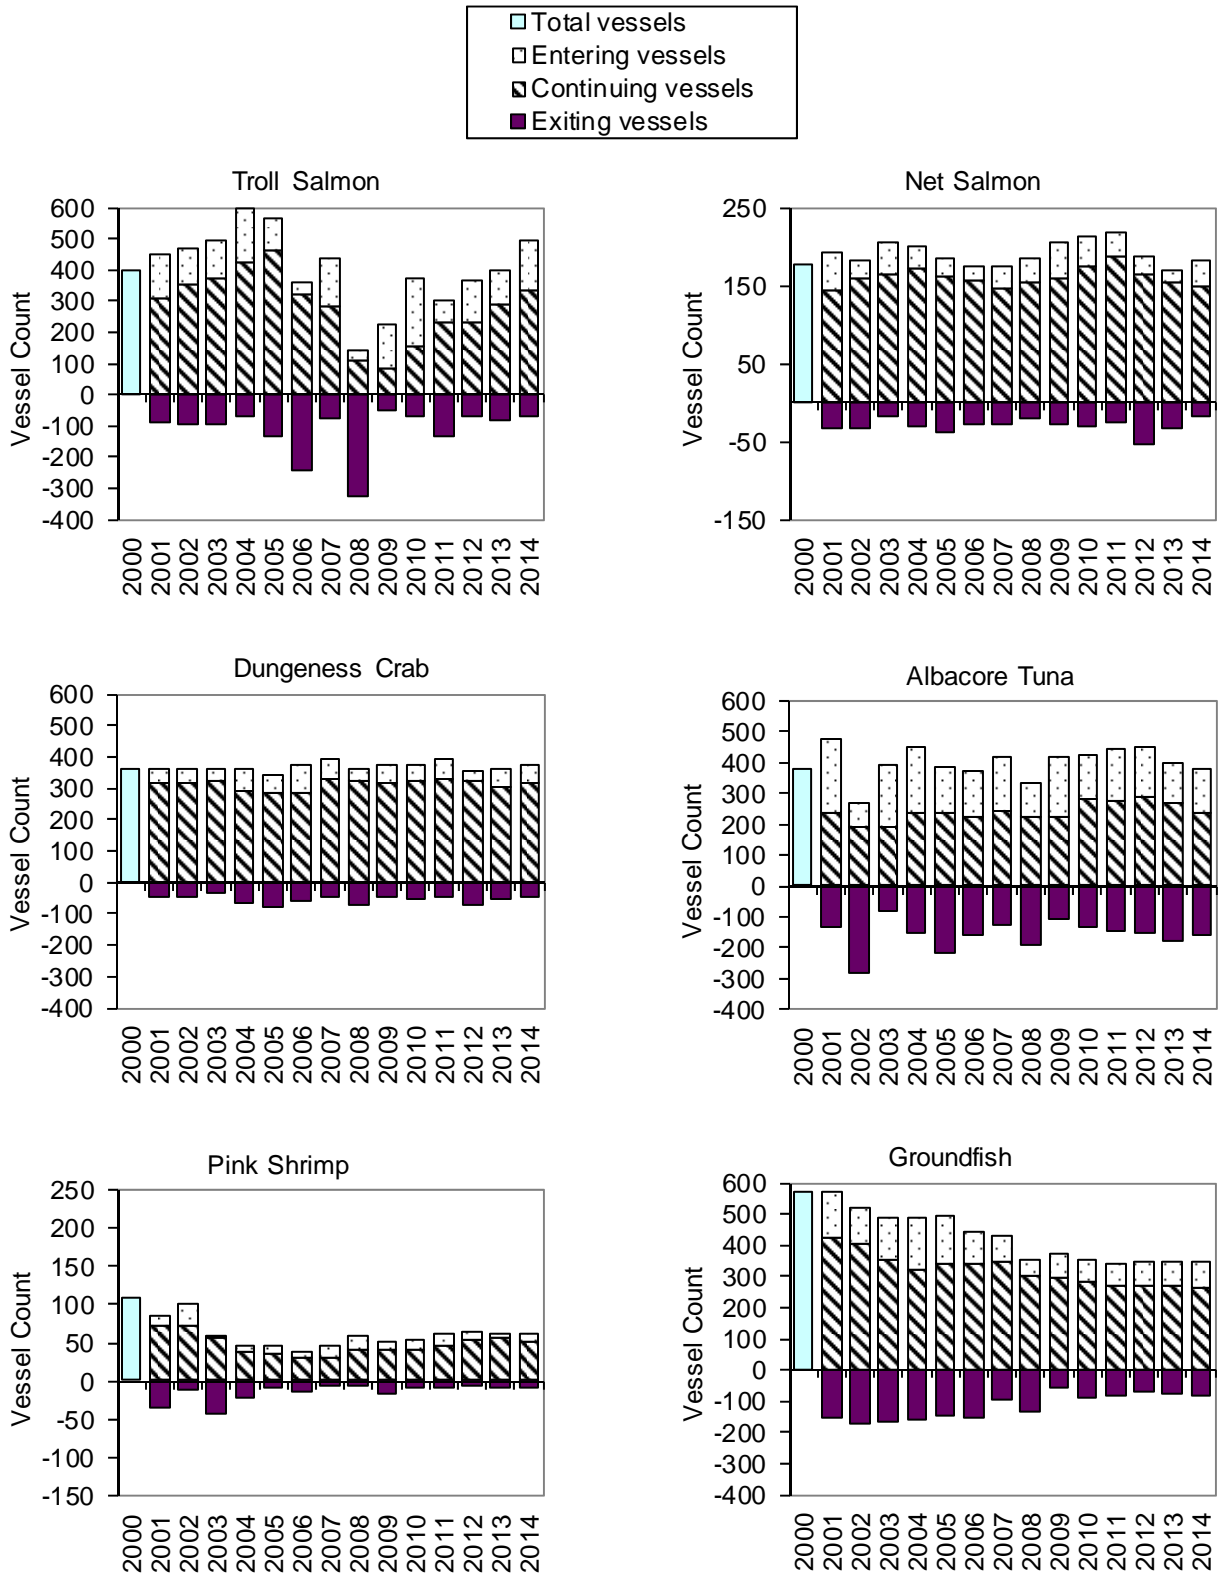 Total vessels
Entering vessels
Continuing vessels
Exiting vessels
Troll Salmon
Vessel Count
600
500
400
300
200
100
0
-100
-200
-300
-400
2000 2001 2002 2003 2004 2005 2006 2007 2008 2009 2010 2011 2012 2013 2014
Net Salmon
Vessel Count
250
150
50
-50
-150
2000 2001 2002 2003 2004 2005 2006 2007 2008 2009 2010 2011 2012 2013 2014
Dungeness Crab
Vessel Count
600
500
400
300
200
100
0
-100
-200
-300
-400
2000 2001 2002 2003 2004 2005 2006 2007 2008 2009 2010 2011 2012 2013 2014
Albacore Tuna
Vessel Count
600
500
400
300
200
100
0
-100
-200
-300
-400
2000 2001 2002 2003 2004 2005 2006 2007 2008 2009 2010 2011 2012 2013 2014
Pink Shrimp
Vessel Count
250
200
150
100
50
0
-50
-100
-150
2000 2001 2002 2003 2004 2005 2006 2007 2008 2009 2010 2011 2012 2013 2014
Groundfish
Vessel Count
600
500
400
300
200
100
0
-100
-200
-300
-400
2000 2001 2002 2003 2004 2005 2006 2007 2008 2009 2010 2011 2012 2013 2014